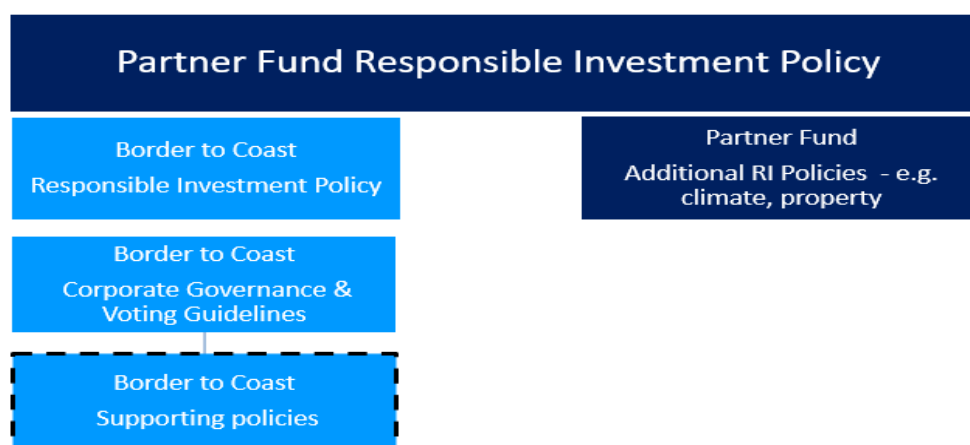 Partner Fund Responsible Investment Policy
Border to Coast
Responsible Investment Policy
Partner Fund
Additional RI Policies - e.g.
climate, property
Border to Coast
Corporate Governance &
Voting Guidelines
Border to Coast
Supporting policies